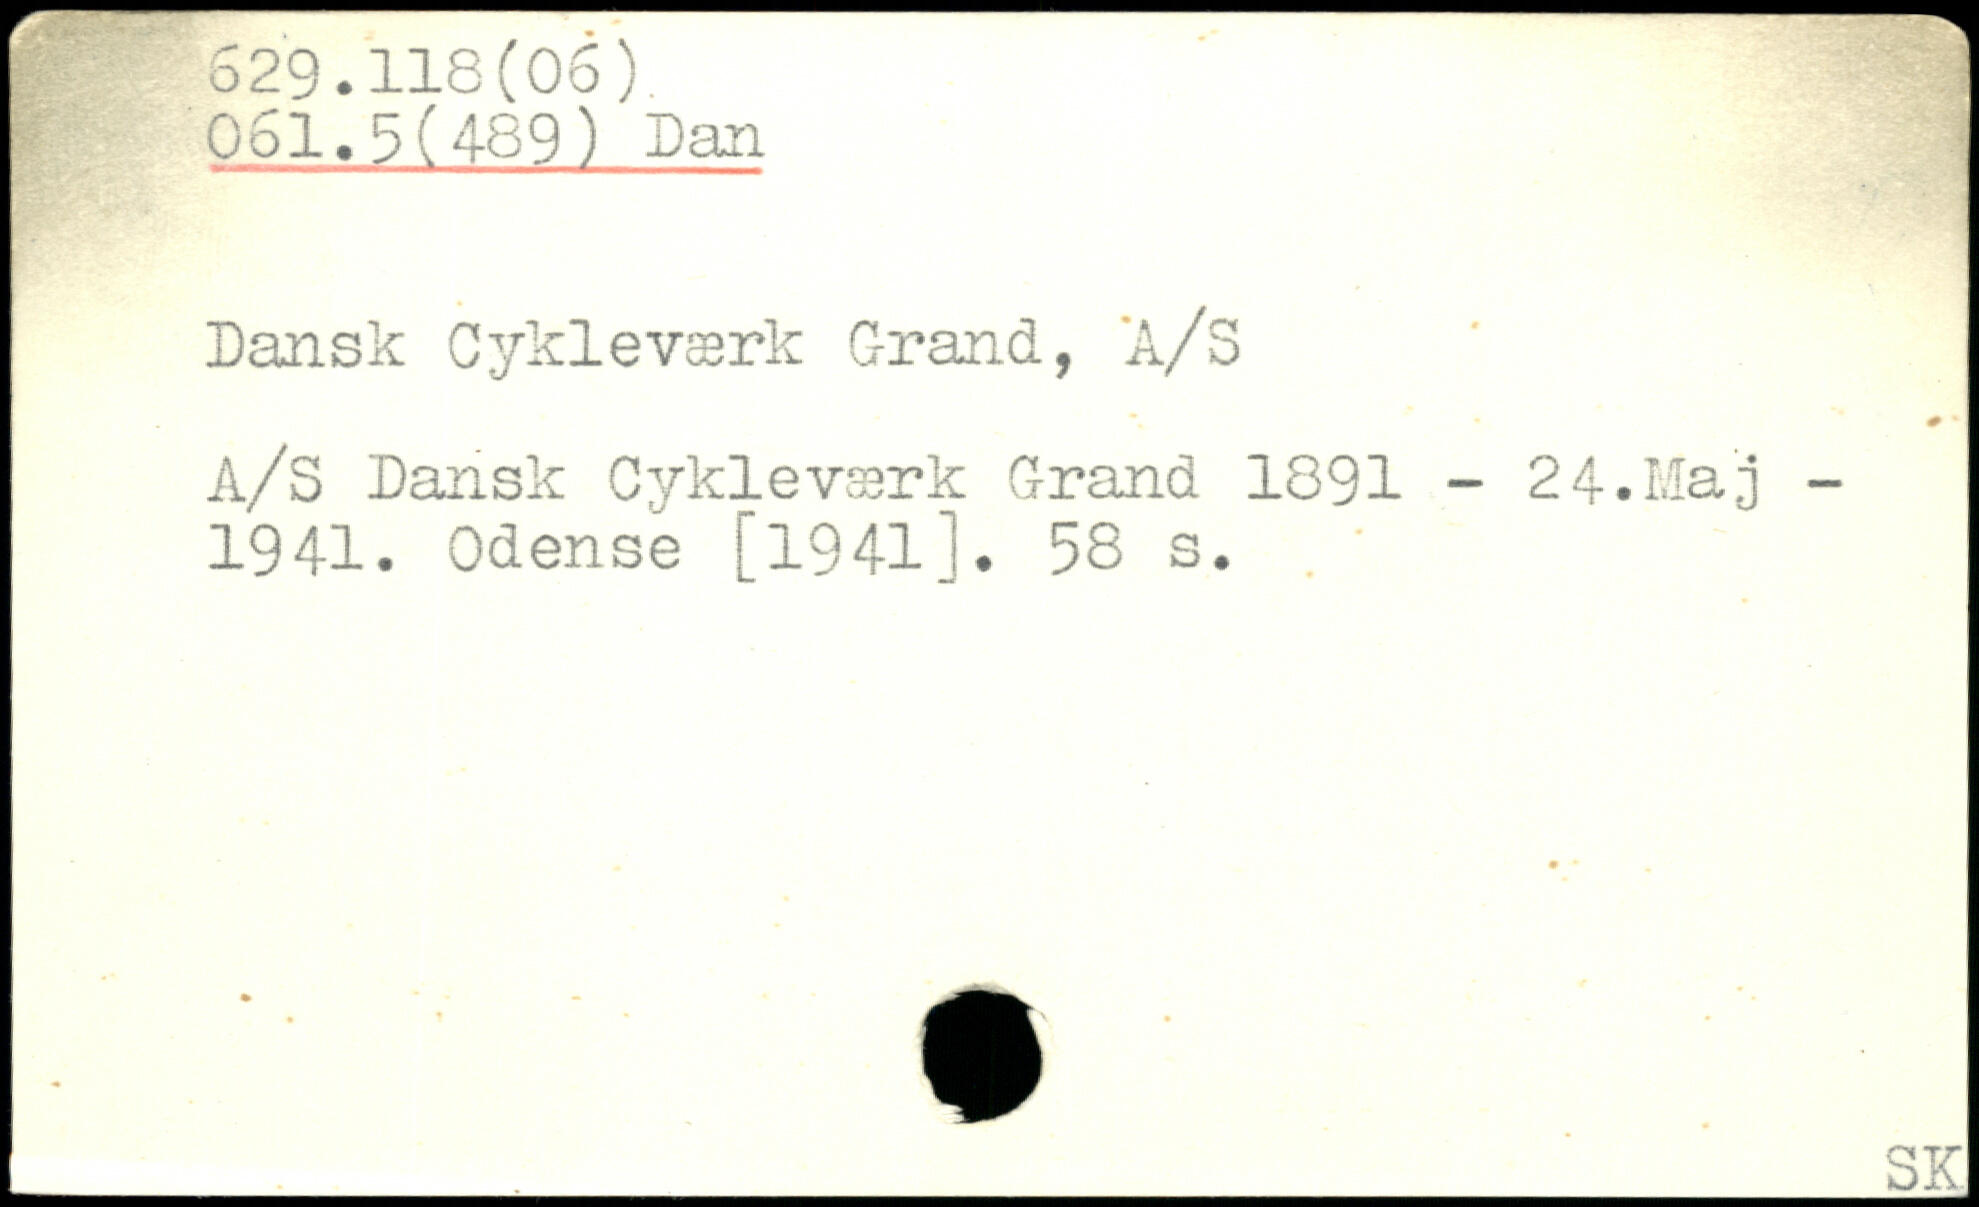 629.118(06)
061.5(489) Dan
Dansk Cykleværk Grand, A/S
A/S Dansk Cykleværk Grand 1891 - 24.Maj -
1941. Odense [1941]. 58 s.
SK